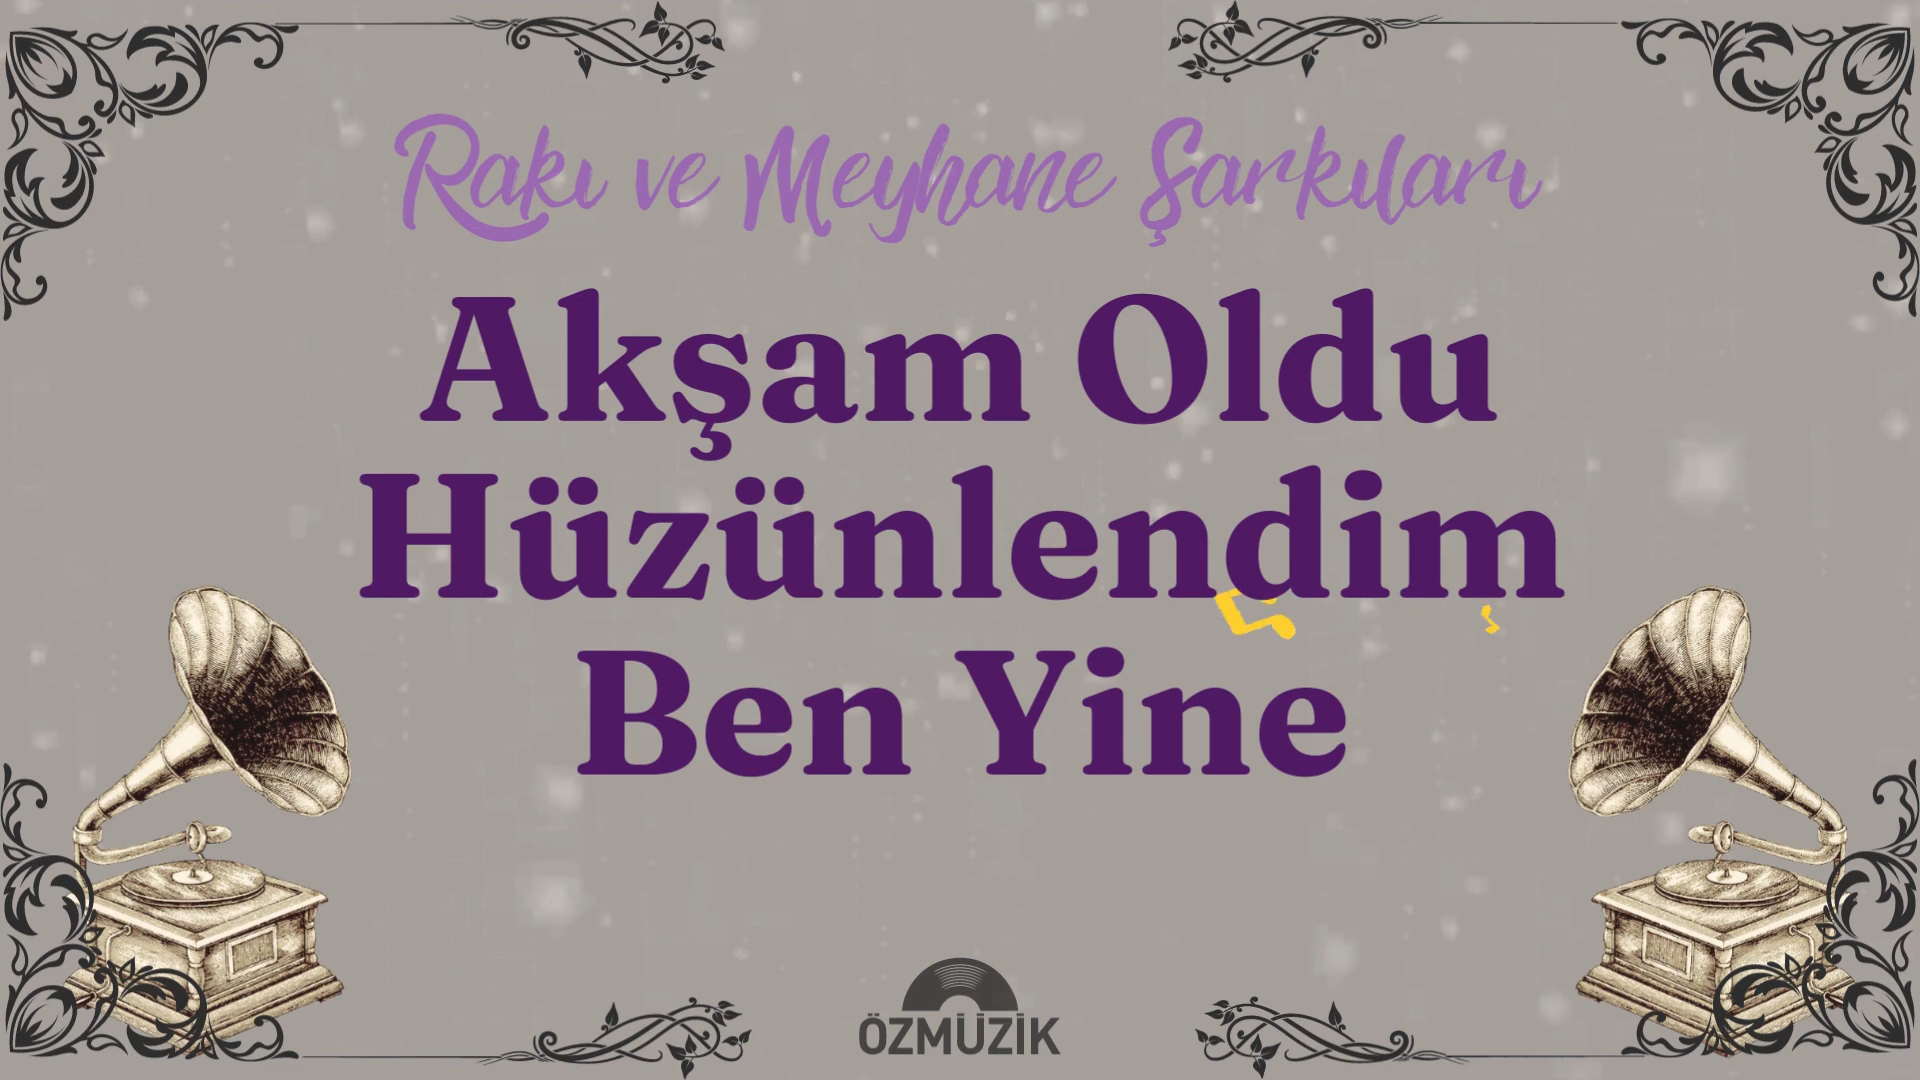 Rakı ve Meyhane Şarkıları
Akşam Oldu
Hüzünlendim
Ben Yine
ÖZMÜZİK